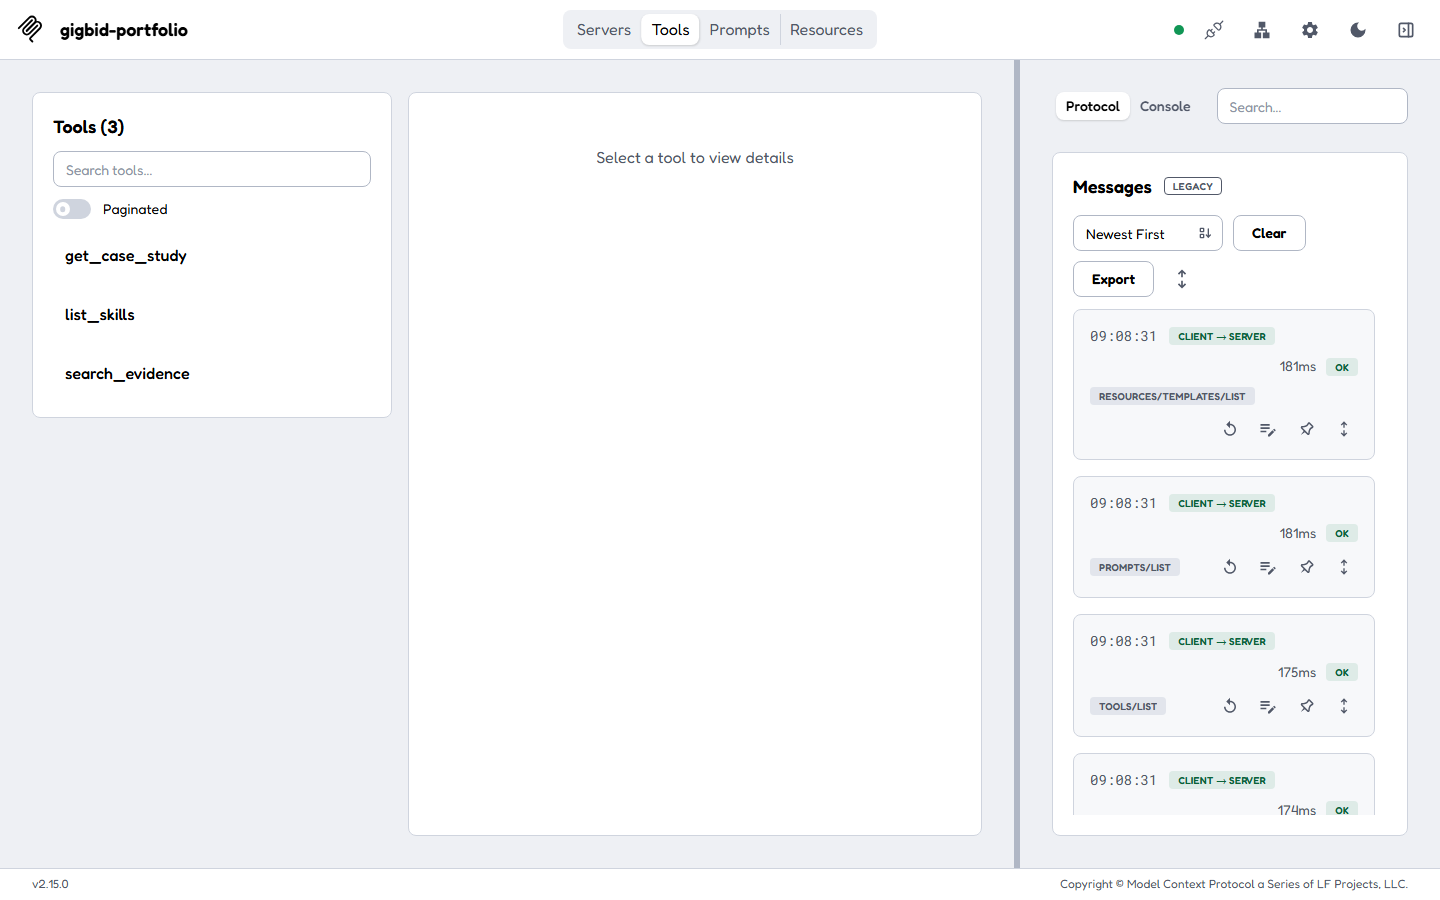 gigbid-portfolio
Servers Tools Prompts Resources
Tools (3)
Search tools...
Paginated
get_case_study
list_skills
search_evidence
Select a tool to view details
Protocol Console Search...
Messages LEGACY
Newest First Clear
Export
09:08:31 CLIENT → SERVER
181ms OK
RESOURCES/TEMPLATES/LIST
09:08:31 CLIENT → SERVER
181ms OK
PROMPTS/LIST
09:08:31 CLIENT → SERVER
175ms OK
TOOLS/LIST
09:08:31 CLIENT → SERVER
174ms OK
v2.15.0
Copyright © Model Context Protocol a Series of LF Projects, LLC.